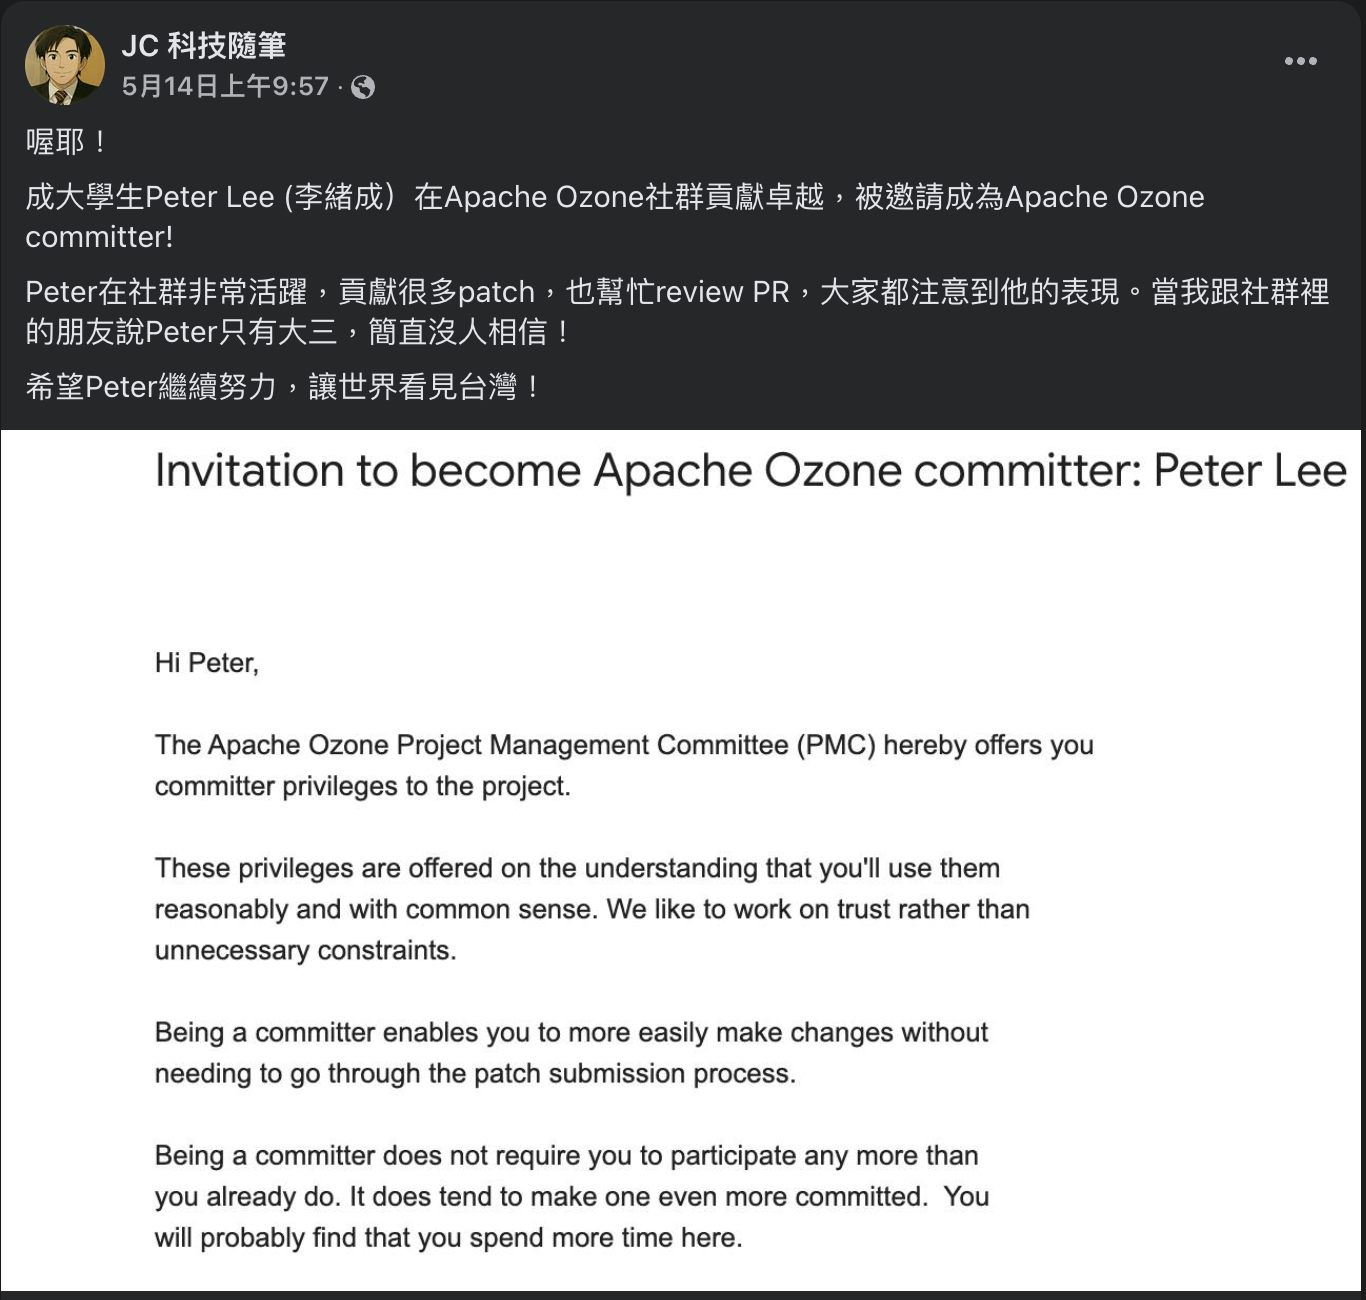 JC 科技隨筆
5月14日上午9:57 ·
喔耶！
成大學生Peter Lee (李緒成）在Apache Ozone社群貢獻卓越，被邀請成為Apache Ozone
committer!
Peter在社群非常活躍，貢獻很多patch，也幫忙review PR，大家都注意到他的表現。當我跟社群裡
的朋友說Peter只有大三，簡直沒人相信！
希望Peter繼續努力，讓世界看見台灣！
Invitation to become Apache Ozone committer: Peter Lee
Hi Peter,
The Apache Ozone Project Management Committee (PMC) hereby offers you
committer privileges to the project.
These privileges are offered on the understanding that you'll use them
reasonably and with common sense. We like to work on trust rather than
unnecessary constraints.
Being a committer enables you to more easily make changes without
needing to go through the patch submission process.
Being a committer does not require you to participate any more than
you already do. It does tend to make one even more committed.  You
will probably find that you spend more time here.